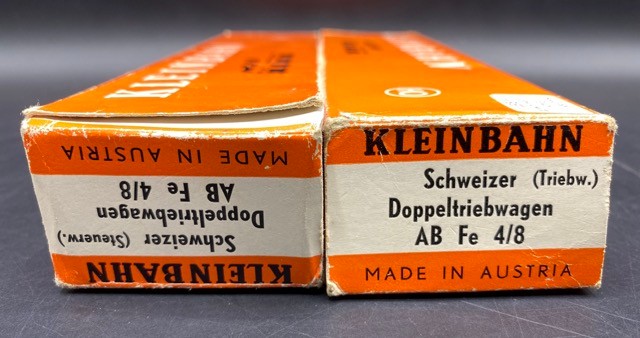 KLEINBAHN
KLEINBAHN
Schweizer (Steuerw.)
Doppeltriebwagen
AB Fe 4/8
MADE IN AUSTRIA
KLEINBAHN
Schweizer (Triebw.)
Doppeltriebwagen
AB Fe 4/8
MADE IN AUSTRIA